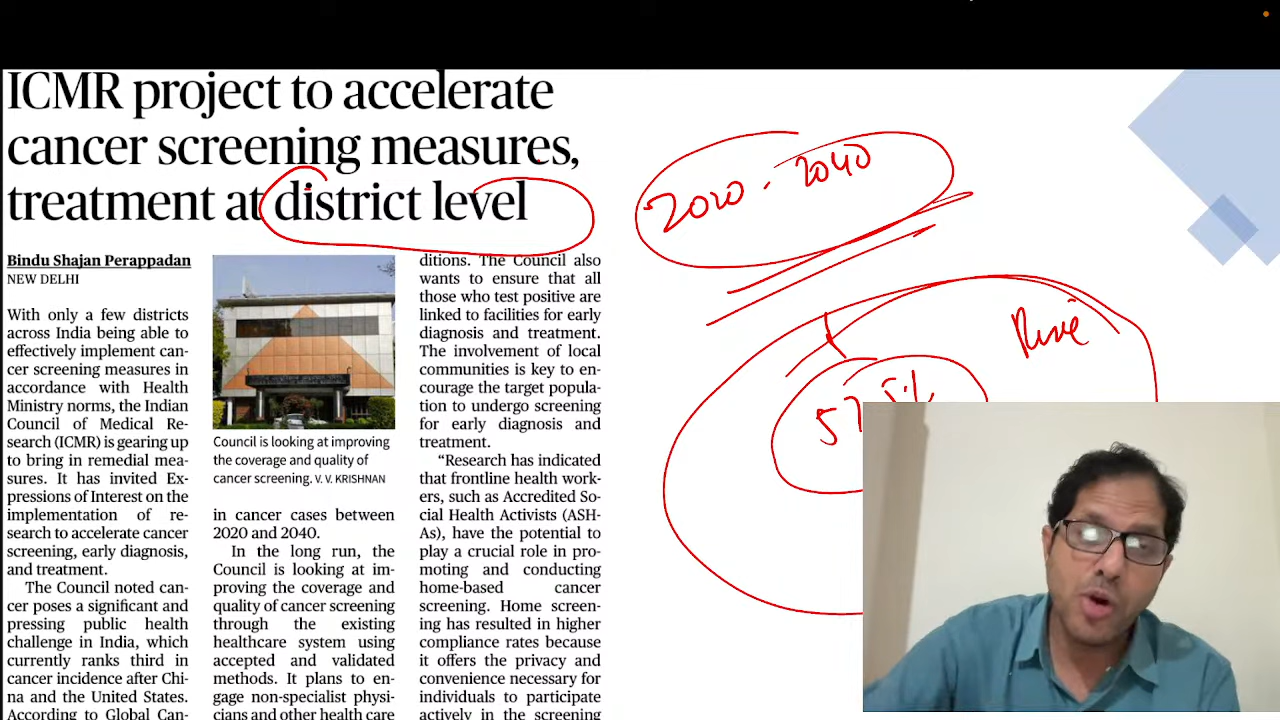 ICMR project to accelerate
cancer screening measures,
treatment at district level
Bindu Shajan Perappadan
NEW DELHI
With only a few districts
across India being able to
effectively implement can-
cer screening measures in
accordance with Health
Ministry norms, the Indian
Council of Medical Re-
search (ICMR) is gearing up
to bring in remedial mea-
sures. It has invited Ex-
pressions of Interest on the
implementation of re-
search to accelerate cancer
screening, early diagnosis,
and treatment.
The Council noted can-
cer poses a significant and
pressing public health
challenge in India, which
currently ranks third in
cancer incidence after Chi-
na and the United States.
According to Global Can-
Council is looking at improving
the coverage and quality of
cancer screening. V. V. KRISHNAN
in cancer cases between
2020 and 2040.
In the long run, the
Council is looking at im-
proving the coverage and
quality of cancer screening
through the existing
healthcare system using
accepted and validated
methods. It plans to en-
gage non-specialist physi-
cians and other health care
ditions. The Council also
wants to ensure that all
those who test positive are
linked to facilities for early
diagnosis and treatment.
The involvement of local
communities is key to en-
courage the target popula-
tion to undergo screening
for early diagnosis and
treatment.
"Research has indicated
that frontline health work-
ers, such as Accredited So-
cial Health Activists (ASH-
As), have the potential to
play a crucial role in pro-
moting and conducting
home-based cancer
screening. Home screen-
ing has resulted in higher
compliance rates because
it offers the privacy and
convenience necessary for
individuals to participate
actively in the screening
2020 - 2040
57.5%